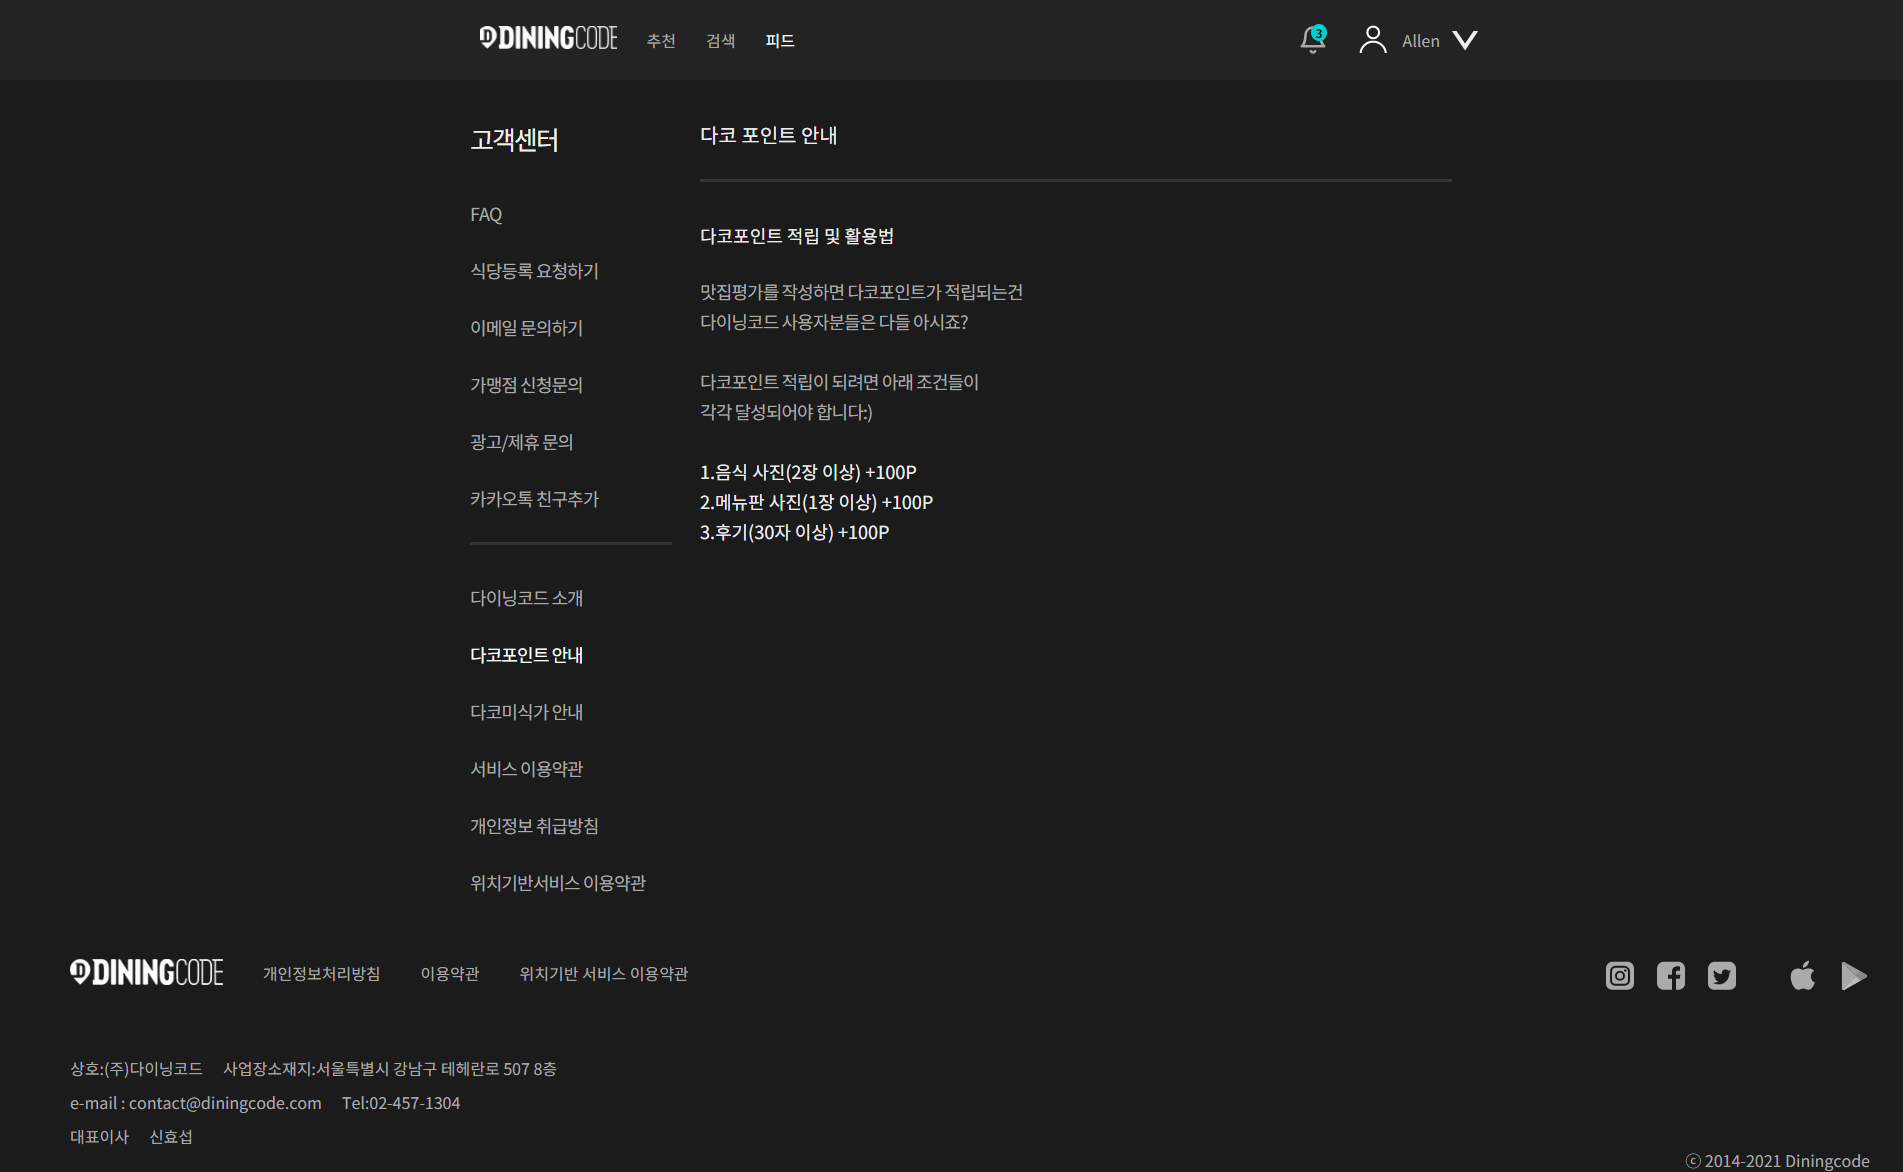 DININGCODE 추천 검색 피드 3 Allen
고객센터
FAQ
식당등록 요청하기
이메일 문의하기
가맹점 신청문의
광고/제휴 문의
카카오톡 친구추가
다이닝코드 소개
다코포인트 안내
다코미식가 안내
서비스 이용약관
개인정보 취급방침
위치기반서비스 이용약관
다코 포인트 안내
다코포인트 적립 및 활용법
맛집평가를 작성하면 다코포인트가 적립되는건
다이닝코드 사용자분들은 다들 아시죠?
다코포인트 적립이 되려면 아래 조건들이
각각 달성되어야 합니다:)
1.음식 사진(2장 이상) +100P
2.메뉴판 사진(1장 이상) +100P
3.후기(30자 이상) +100P
DININGCODE 개인정보처리방침 이용약관 위치기반 서비스 이용약관
상호:(주)다이닝코드 사업장소재지:서울특별시 강남구 테헤란로 507 8층
e-mail : contact@diningcode.com Tel:02-457-1304
대표이사 신효섭
ⓒ 2014-2021 Diningcode